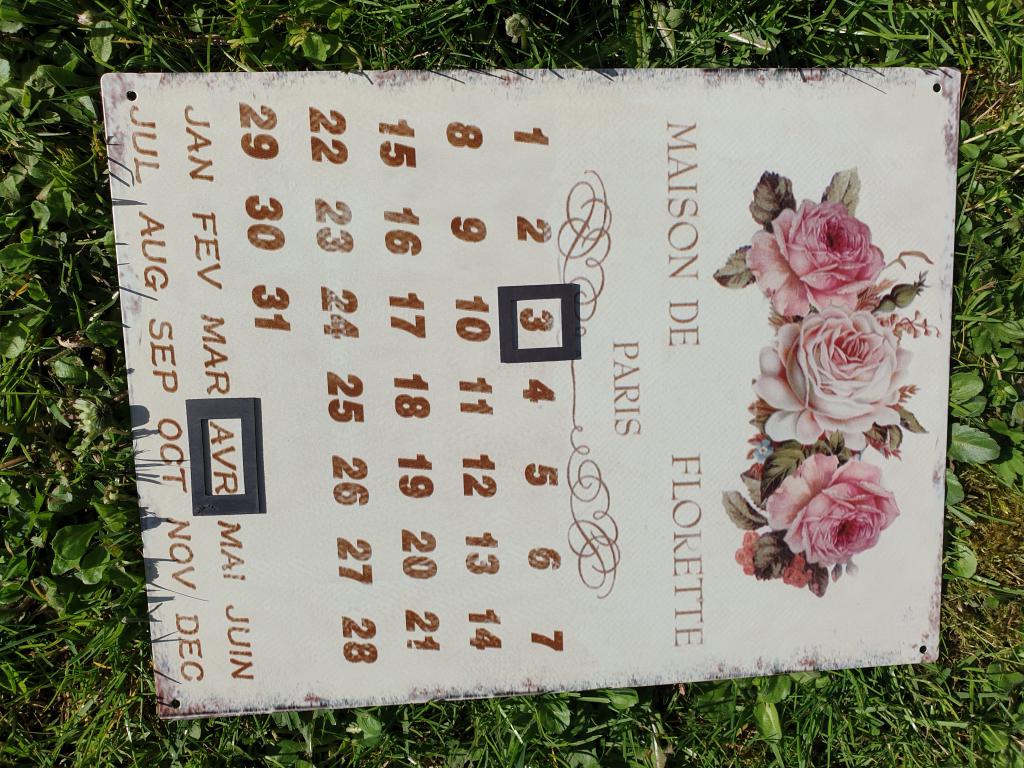 MAISON DE FLORETTE
PARIS
1 2 3 4 5 6 7
8 9 10 11 12 13 14
15 16 17 18 19 20 21
22 23 24 25 26 27 28
29 30 31
JAN FEV MAR AVR MAI JUIN
JUL AUG SEP OCT NOV DEC